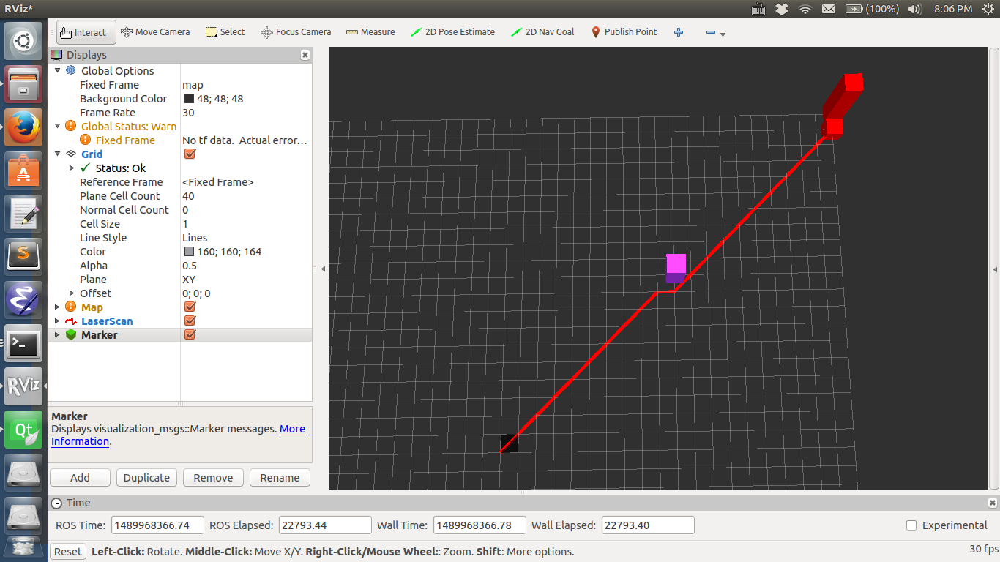 RViz*
(100%) 8:06 PM
Interact Move Camera Select Focus Camera Measure 2D Pose Estimate 2D Nav Goal Publish Point
Displays
Global Options
Fixed Frame map
Background Color 48; 48; 48
Frame Rate 30
Global Status: Warn
Fixed Frame No tf data. Actual error…
Grid
Status: Ok
Reference Frame <Fixed Frame>
Plane Cell Count 40
Normal Cell Count 0
Cell Size 1
Line Style Lines
Color 160; 160; 164
Alpha 0.5
Plane XY
Offset 0; 0; 0
Map
LaserScan
Marker
RViz
Qt
Marker
Displays visualization_msgs::Marker messages. More
Information.
Add Duplicate Remove Rename
Time
ROS Time: 1489968366.74 ROS Elapsed: 22793.44 Wall Time: 1489968366.78 Wall Elapsed: 22793.40 Experimental
Reset Left-Click: Rotate. Middle-Click: Move X/Y. Right-Click/Mouse Wheel:: Zoom. Shift: More options. 30 fps